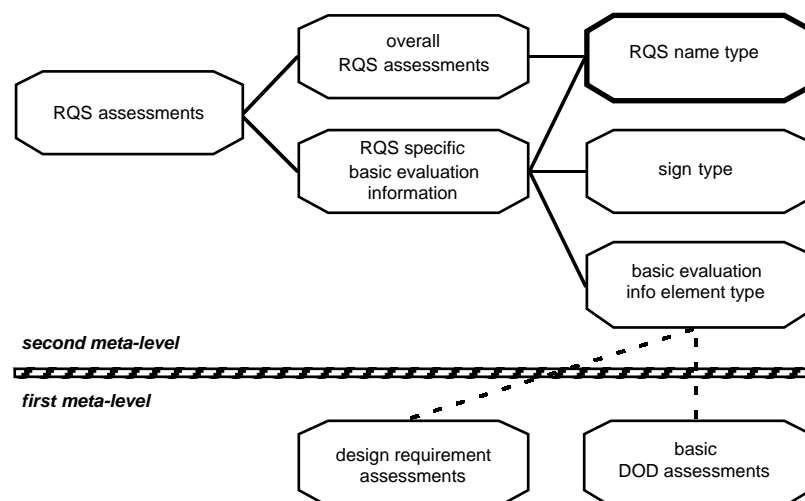 overall
RQS assessments
RQS name type
RQS assessments
RQS specific
basic evaluation
information
sign type
basic evaluation
info element type
second meta-level
first meta-level
design requirement
assessments
basic
DOD assessments